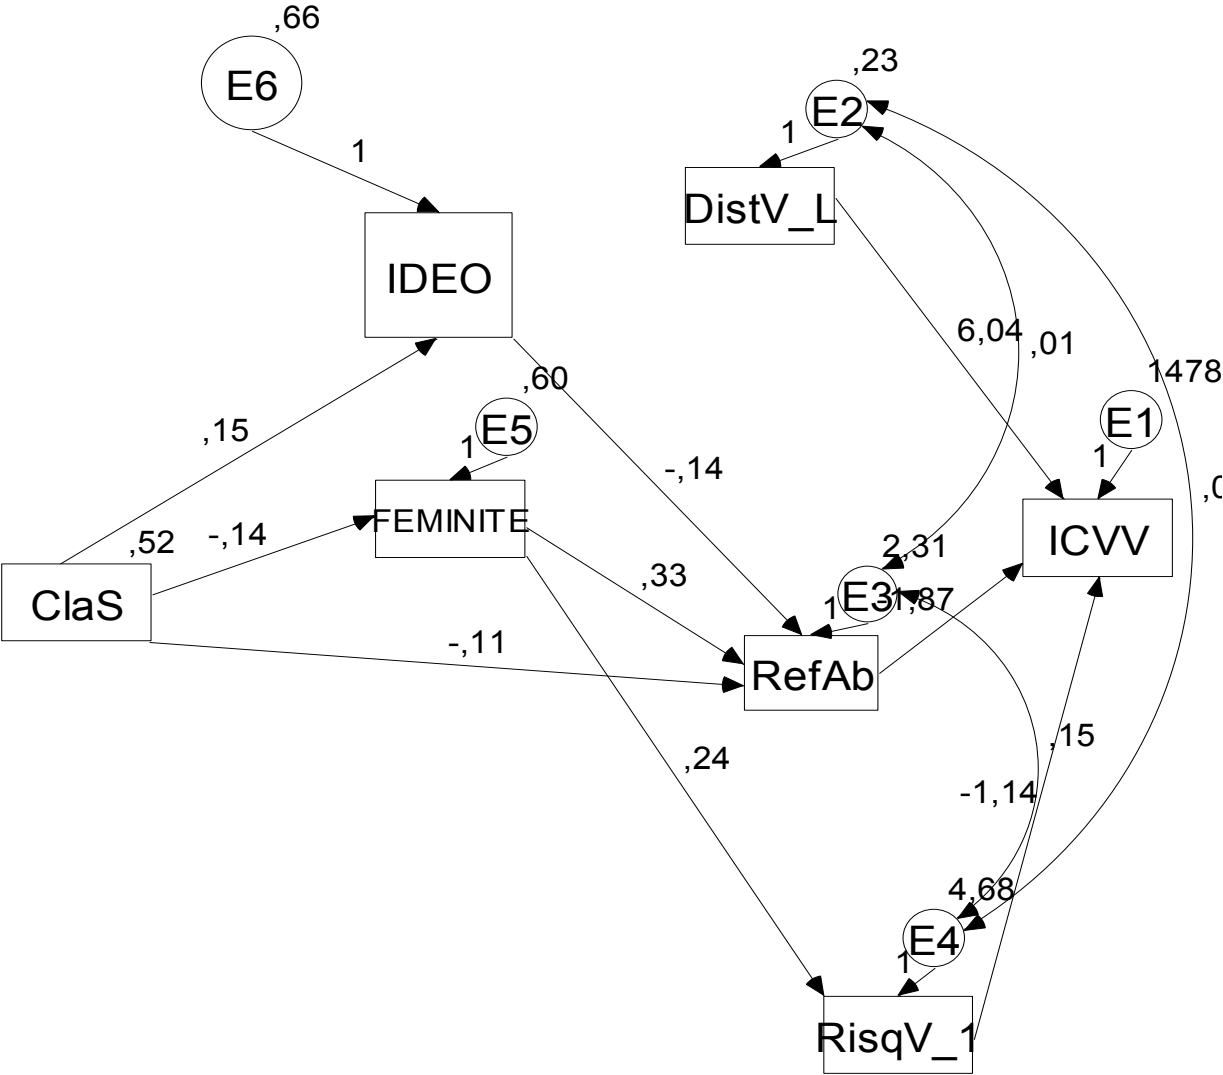 ,66
E6
1
,23
E2
1
DistV_L
IDEO
6,04
,01
,60
1478
E5
1
E1
1
,15
-,14
FEMINITE
,0
,52
-,14
ICVV
2,31
,33
ClaS
E3
-1,87
1
-,11
RefAb
,24
,15
-1,14
4,68
E4
1
RisqV_1